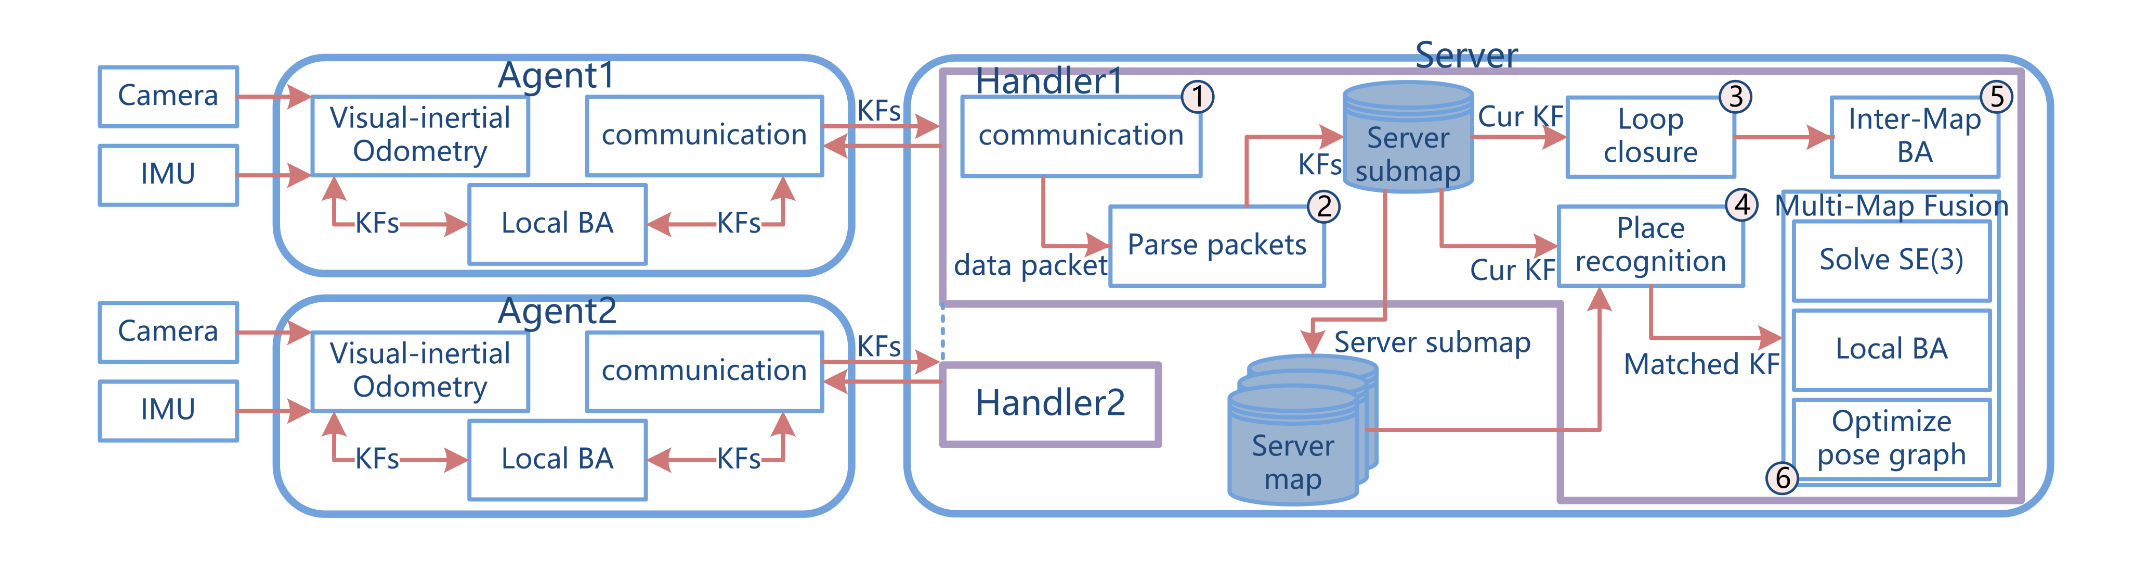 Agent1
Camera
IMU
Visual-inertial
Odometry
communication
KFs
Local BA
KFs
KFs
Agent2
Camera
IMU
Visual-inertial
Odometry
communication
KFs
Local BA
KFs
KFs
Server
Handler1
1
communication
data packet
2
Parse packets
KFs
Server
submap
Cur KF
3
Loop
closure
5
Inter-Map
BA
Cur KF
4
Place
recognition
Matched KF
Multi-Map Fusion
Solve SE(3)
Local BA
Optimize
pose graph
6
Server submap
Server
map
Handler2